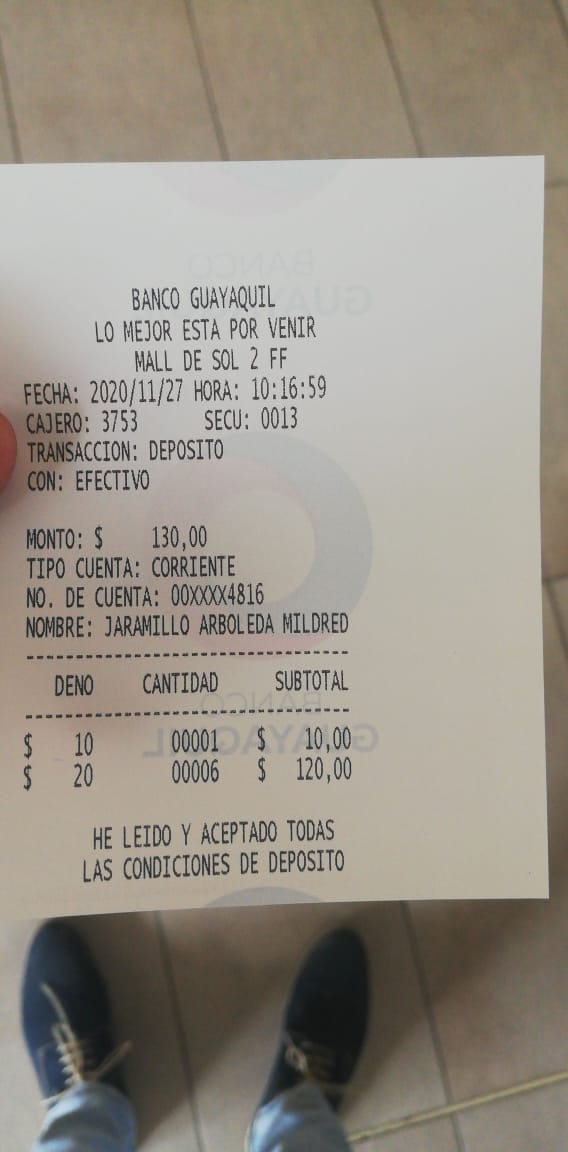 BANCO GUAYAQUIL
LO MEJOR ESTA POR VENIR
MALL DE SOL 2 FF
FECHA: 2020/11/27 HORA: 10:16:59
CAJERO: 3753 SECU: 0013
TRANSACCION: DEPOSITO
CON: EFECTIVO
MONTO: $ 130,00
TIPO CUENTA: CORRIENTE
NO. DE CUENTA: 00XXXX4816
NOMBRE: JARAMILLO ARBOLEDA MILDRED
DENO CANTIDAD SUBTOTAL
$ 10 00001 $ 10,00
$ 20 00006 $ 120,00
HE LEIDO Y ACEPTADO TODAS
LAS CONDICIONES DE DEPOSITO
BANCO
GUAYAQUIL